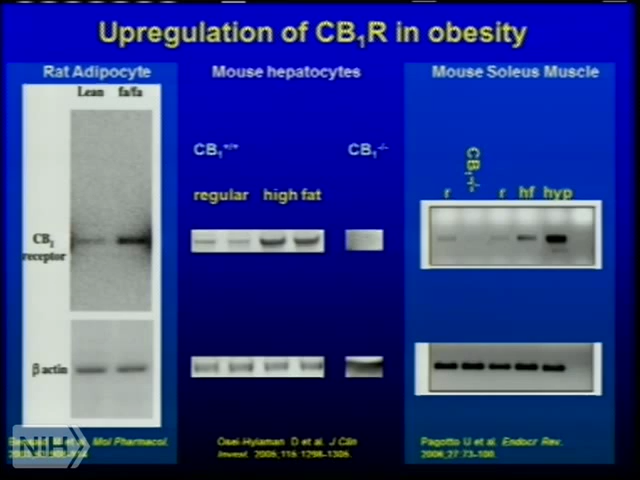 Upregulation of CB1R in obesity
Rat Adipocyte
Mouse hepatocytes
Mouse Soleus Muscle
Lean fa/fa
CB1+/+
CB1-/-
CB1-/-
regular high fat
r r hf hyp
CB1
receptor
β actin
Mol Pharmacol.
Osei-Hyiaman D et al. J Clin
Invest. 2005;115:1298-1305.
Pagotto U et al. Endocr Rev.
2006;27:73-100.
NIH